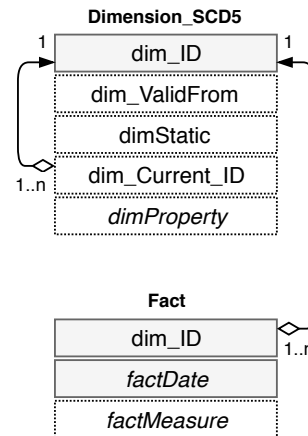 Dimension_SCD5
1 1
dim_ID
dim_ValidFrom
dimStatic
dim_Current_ID
1..n
dimProperty
Fact
dim_ID
1..n
factDate
factMeasure